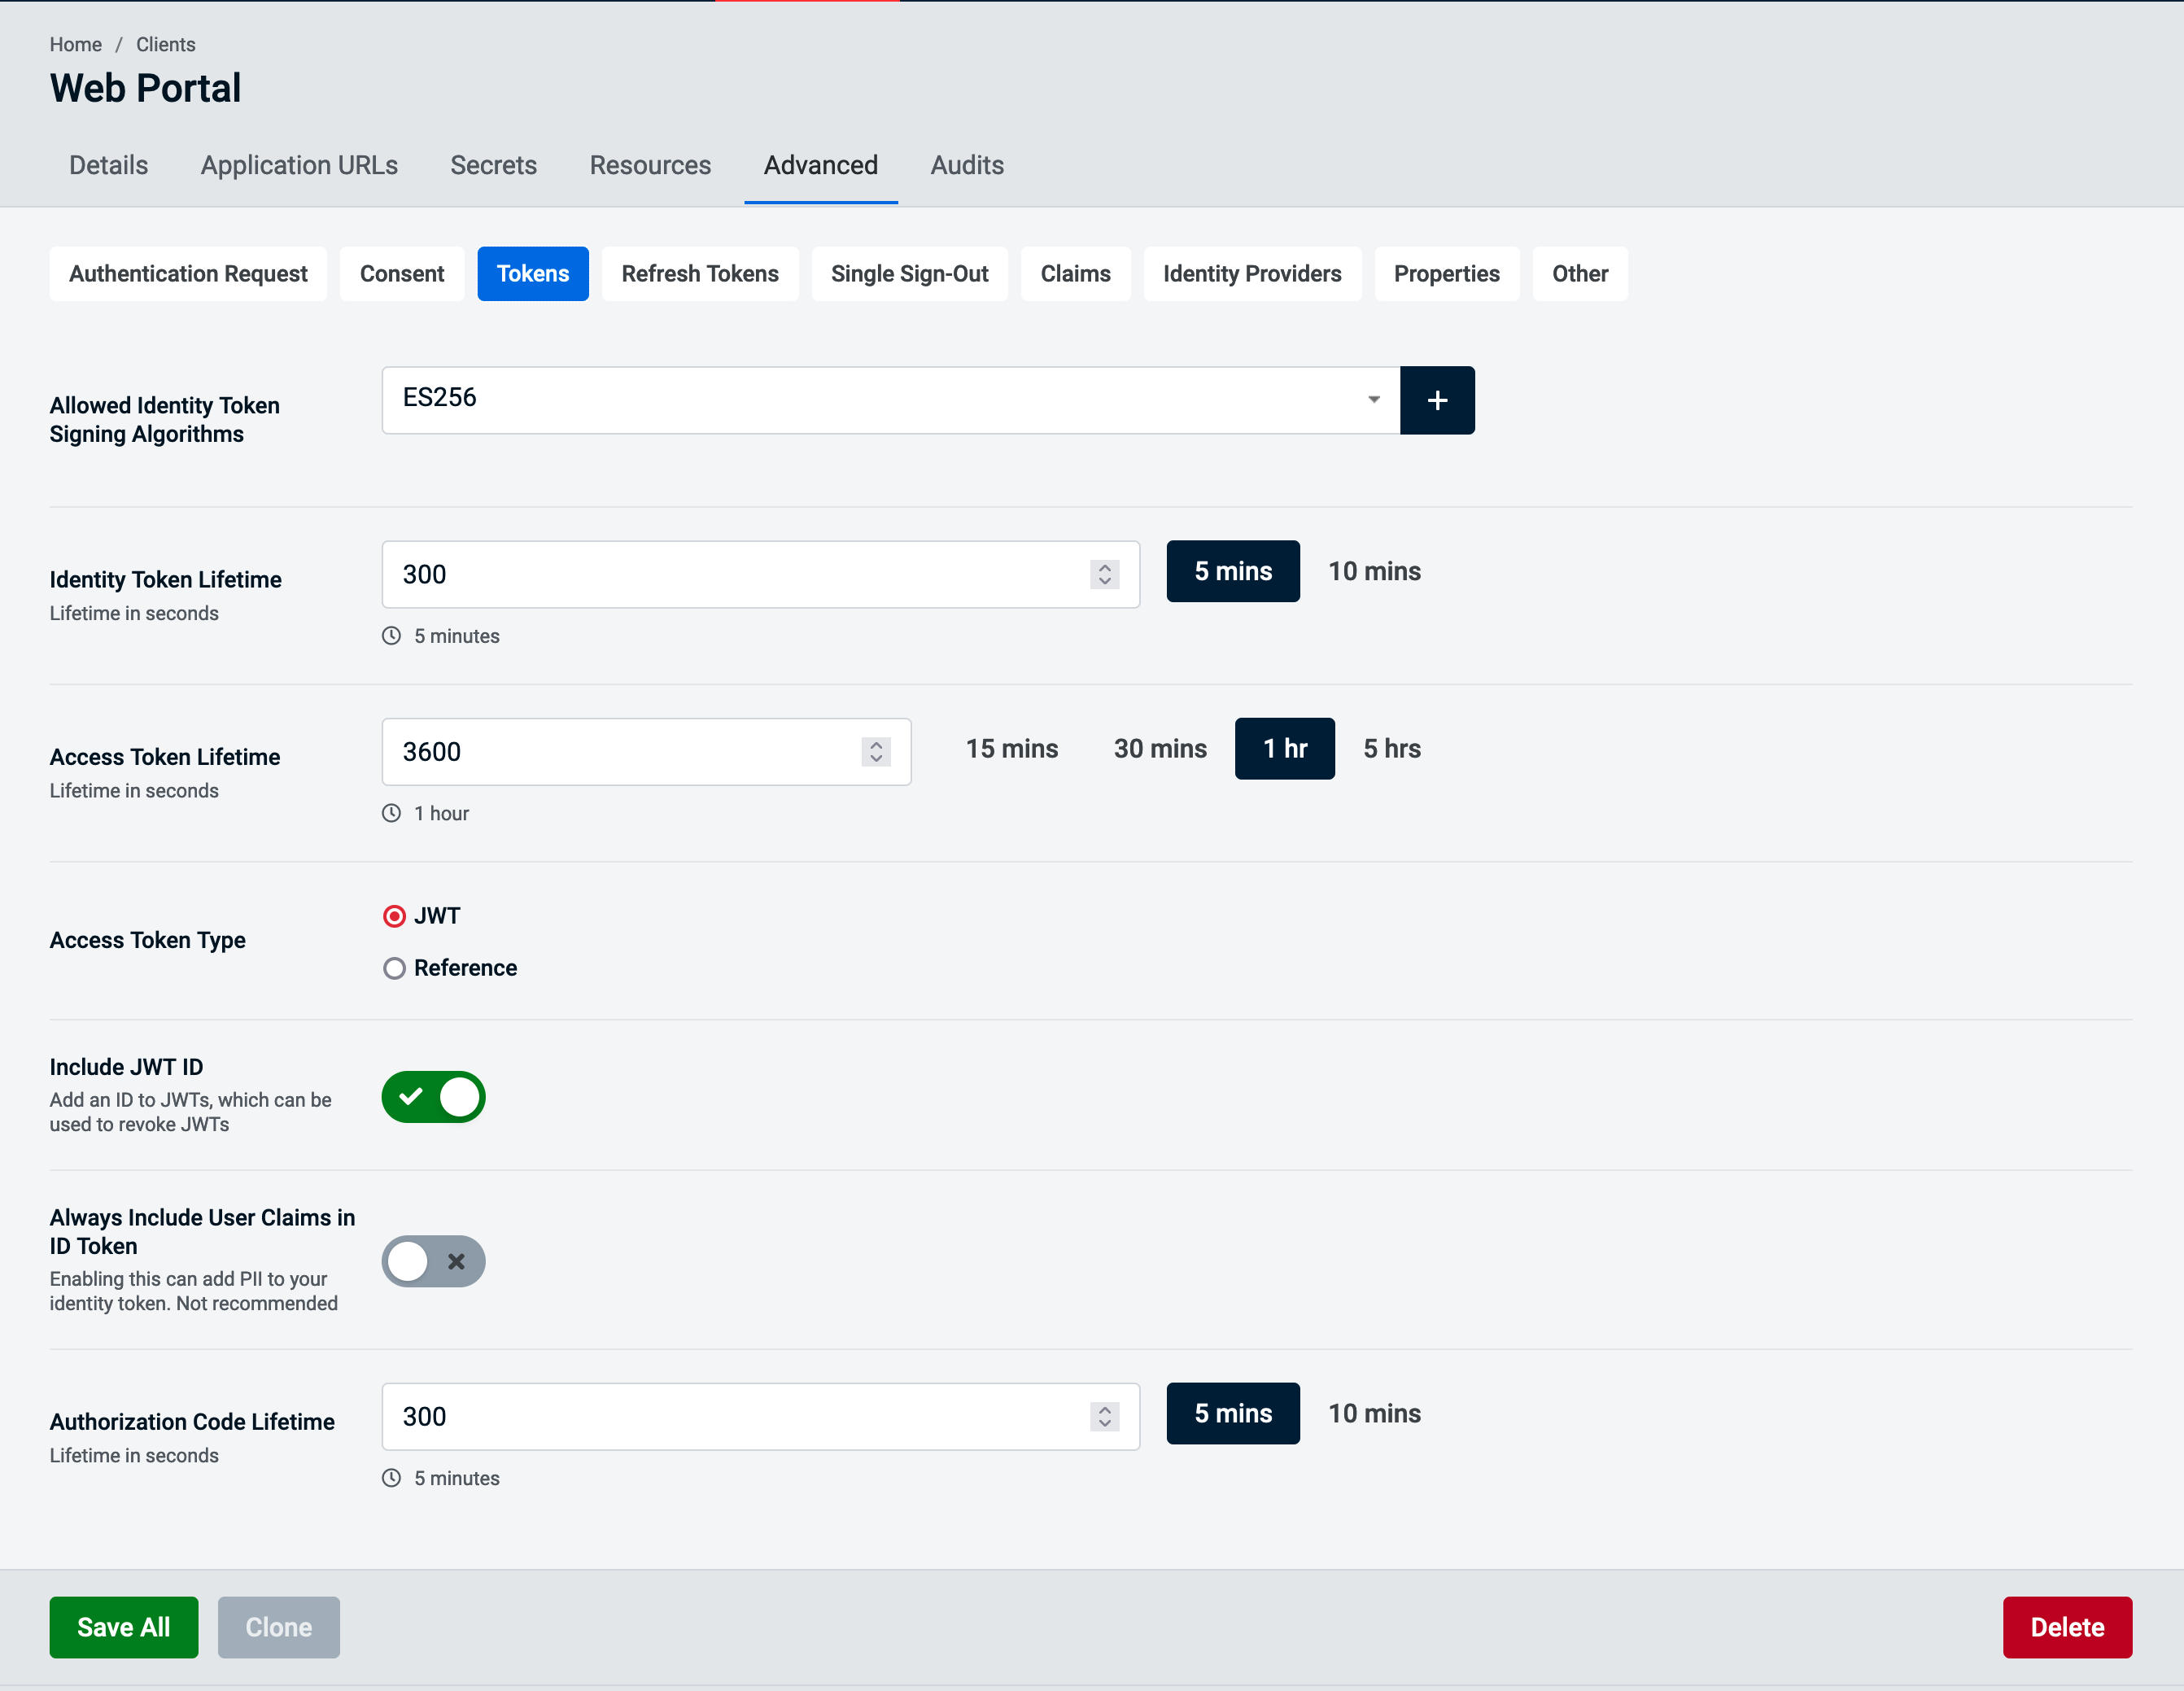 Home / Clients
Web Portal
Details Application URLs Secrets Resources Advanced Audits
Authentication Request Consent Tokens Refresh Tokens Single Sign-Out Claims Identity Providers Properties Other
Allowed Identity Token
Signing Algorithms
ES256
+
Identity Token Lifetime
Lifetime in seconds
300
5 mins 10 mins
5 minutes
Access Token Lifetime
Lifetime in seconds
3600
15 mins 30 mins 1 hr 5 hrs
1 hour
Access Token Type
JWT
Reference
Include JWT ID
Add an ID to JWTs, which can be
used to revoke JWTs
Always Include User Claims in
ID Token
Enabling this can add PII to your
identity token. Not recommended
Authorization Code Lifetime
Lifetime in seconds
300
5 mins 10 mins
5 minutes
Save All Clone Delete